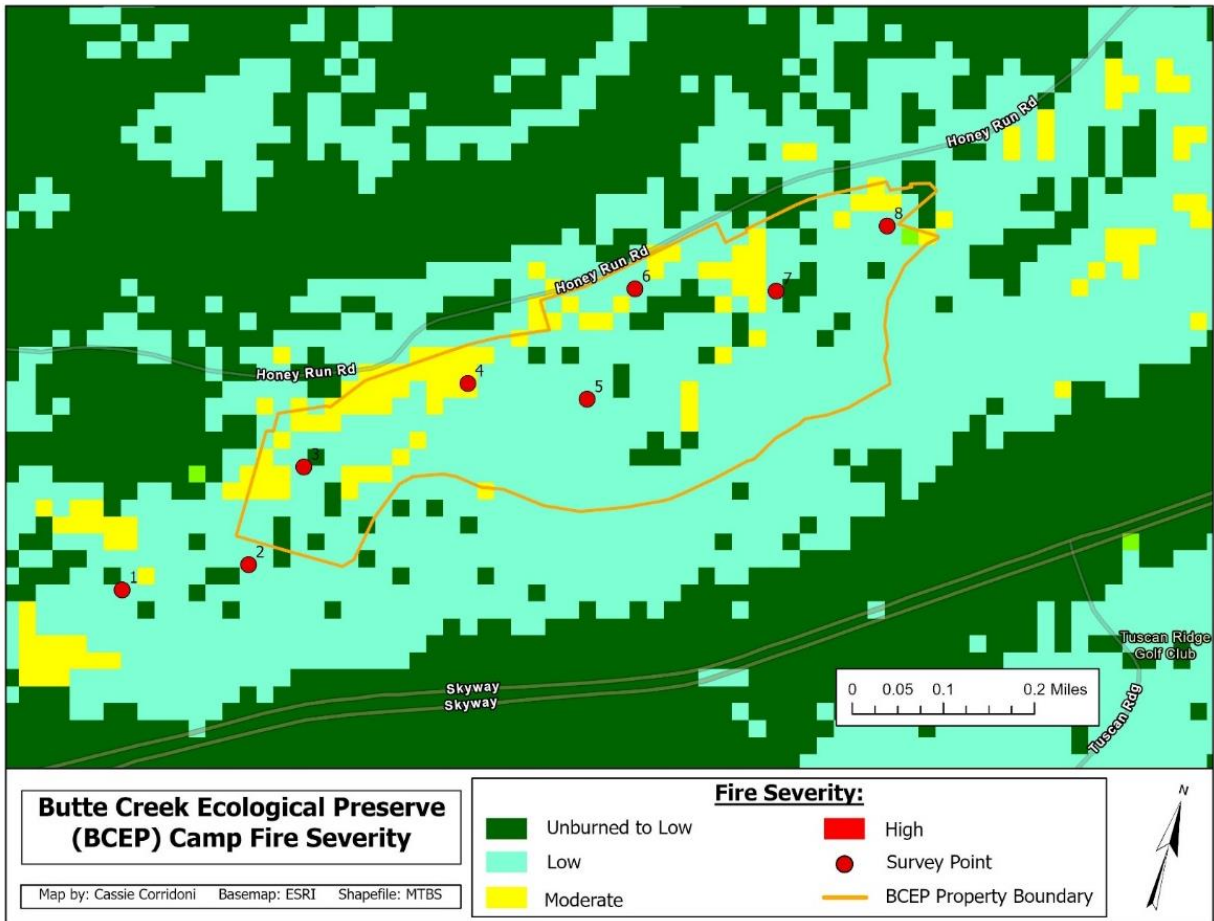 Honey Run Rd
8
Honey Run Rd
6
7
Honey Run Rd
4
5
3
2
1
Tuscan Ridge
Golf Club
Skyway
Skyway
0 0.05 0.1 0.2 Miles
Tuscan Rdg
Butte Creek Ecological Preserve
(BCEP) Camp Fire Severity
Map by: Cassie Corridoni Basemap: ESRI Shapefile: MTBS
Fire Severity:
Unburned to Low
Low
Moderate
High
Survey Point
BCEP Property Boundary
N